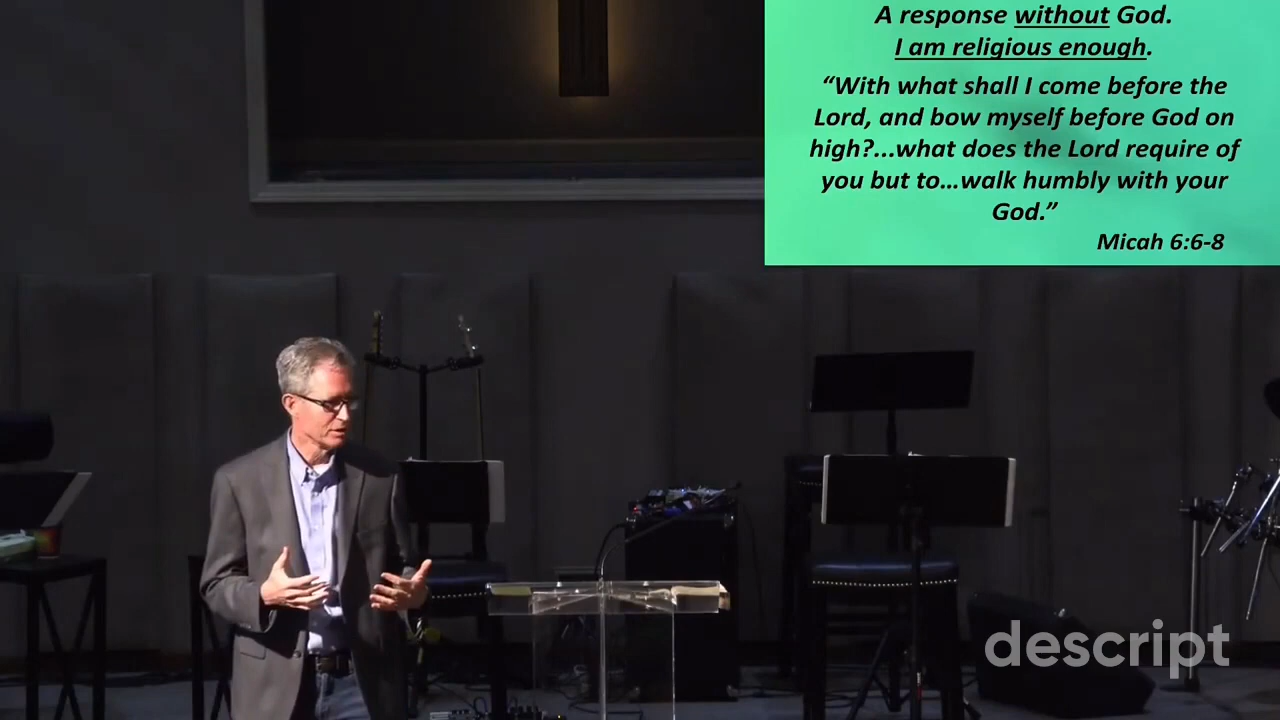 A response without God.
I am religious enough.
“With what shall I come before the
Lord, and bow myself before God on
high?...what does the Lord require of
you but to…walk humbly with your
God.”
Micah 6:6-8
descript